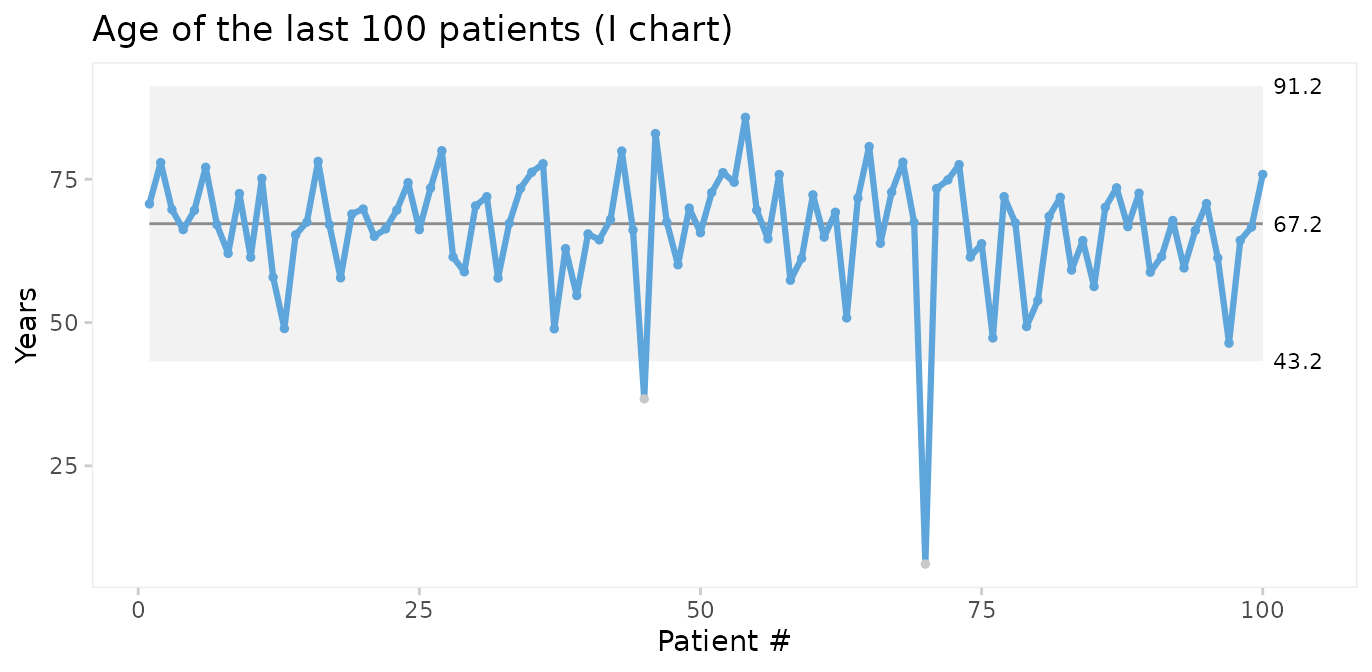 Age of the last 100 patients (I chart)
91.2
75
67.2
50
43.2
25
Years
0 25 50 75 100
Patient #